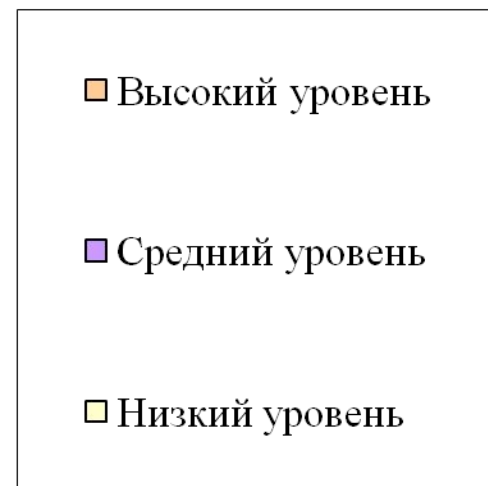 Высокий уровень
Средний уровень
Низкий уровень